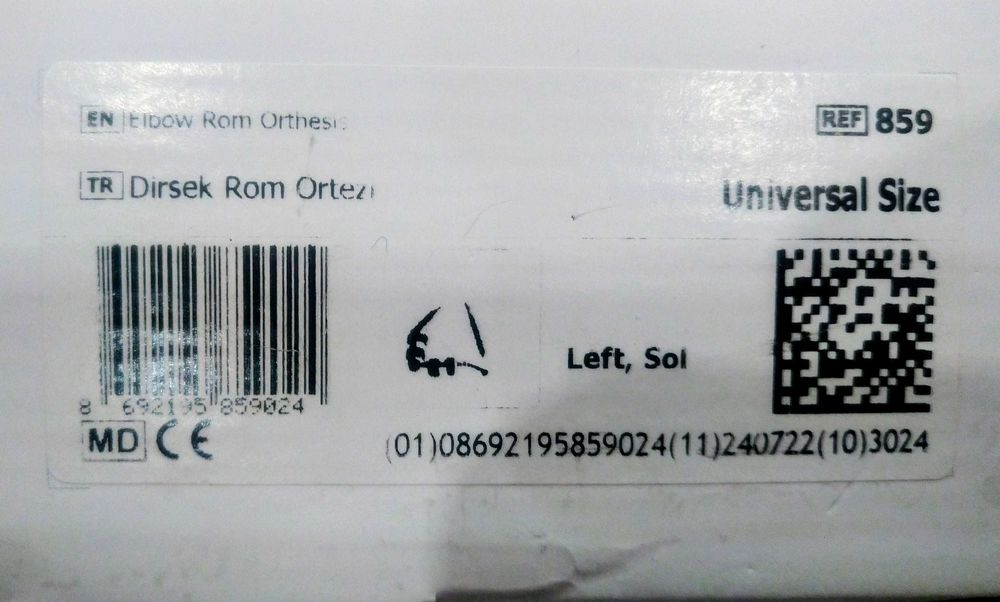 EN Elbow Rom Orthesis
REF 859
TR Dirsek Rom Ortezi
Universal Size
Left, Sol
8 692195 859024
MD CE
(01)08692195859024(11)240722(10)3024